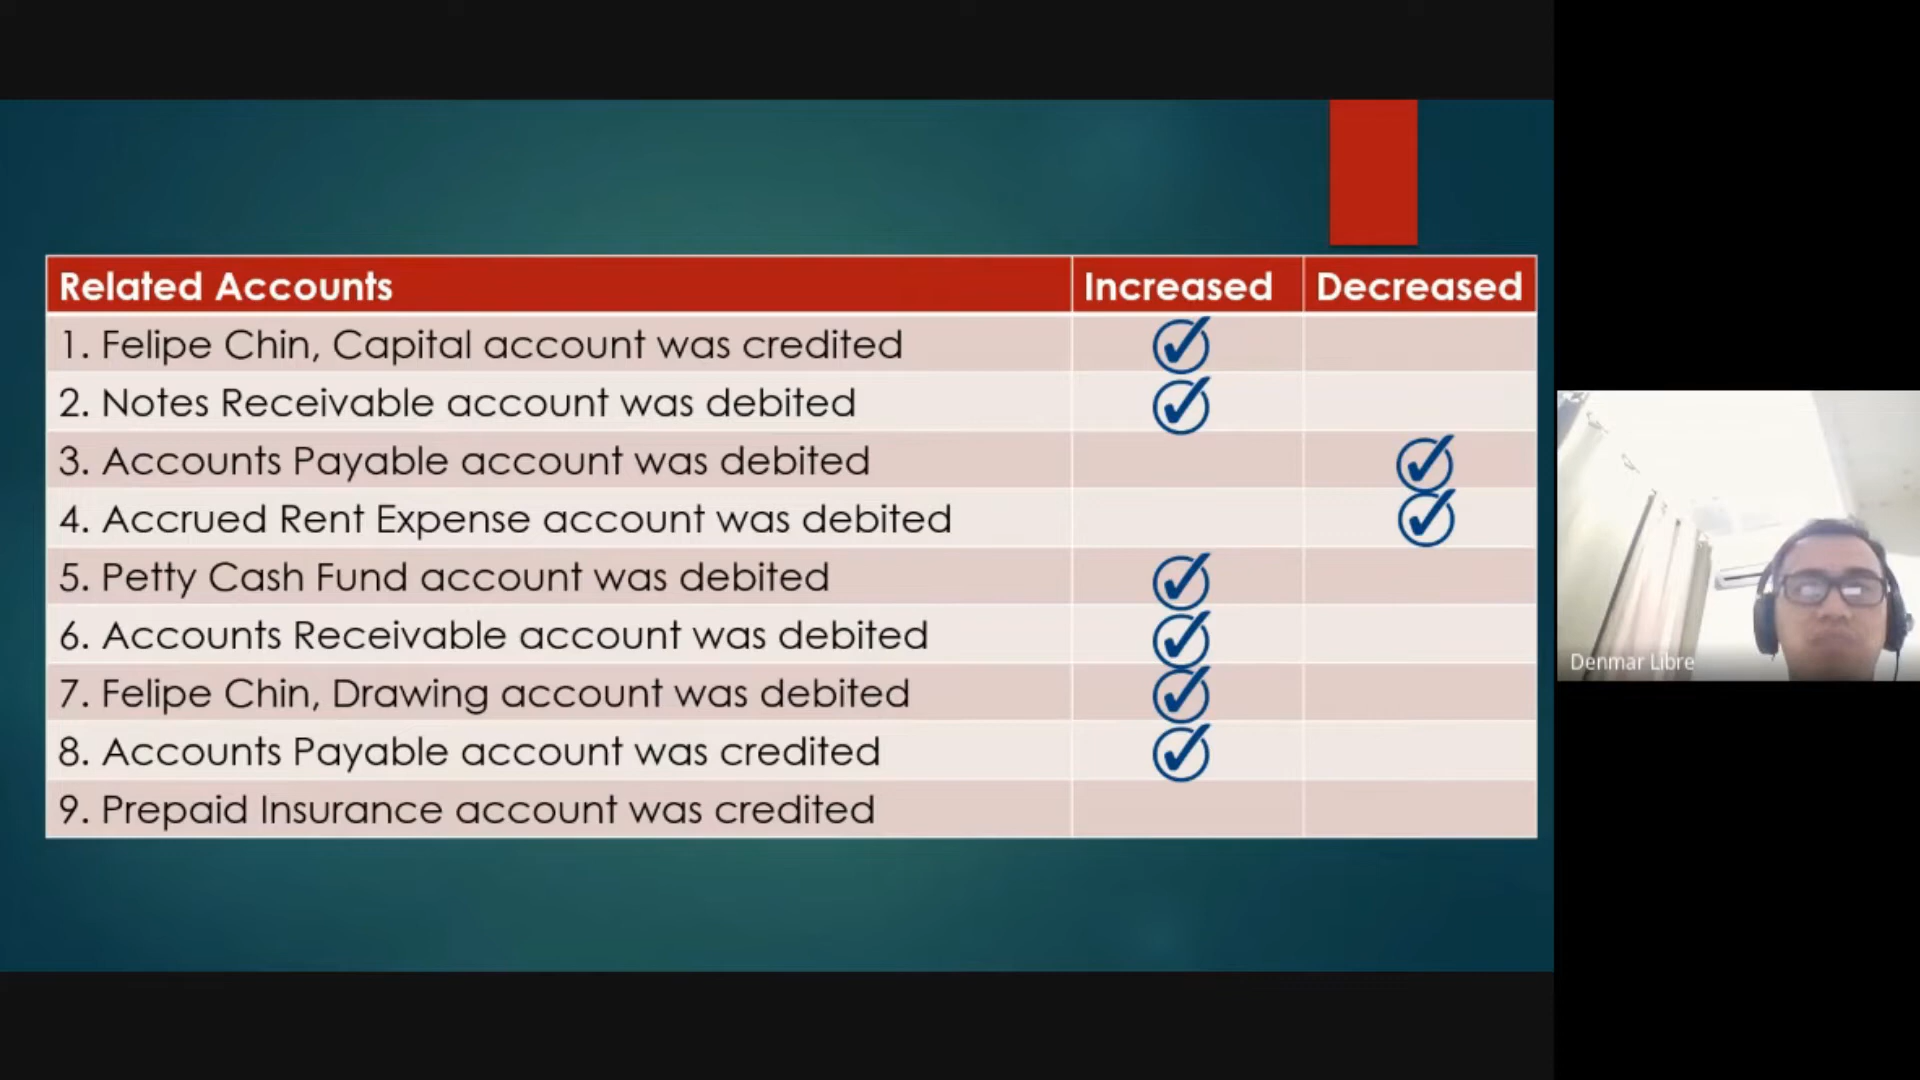 Related Accounts Increased Decreased
1. Felipe Chin, Capital account was credited
2. Notes Receivable account was debited
3. Accounts Payable account was debited
4. Accrued Rent Expense account was debited
5. Petty Cash Fund account was debited
6. Accounts Receivable account was debited
7. Felipe Chin, Drawing account was debited
8. Accounts Payable account was credited
9. Prepaid Insurance account was credited
Denmar Libre